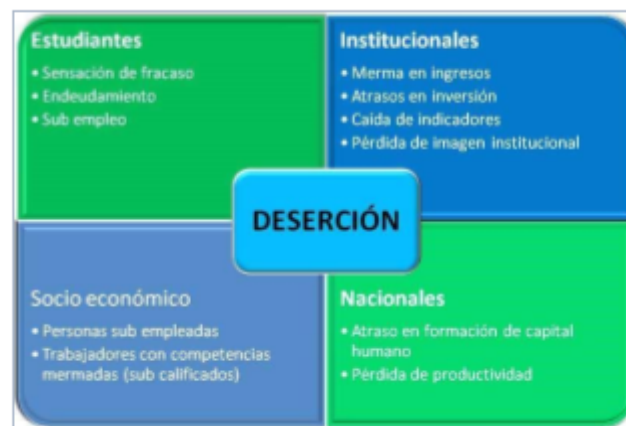 Estudiantes
• Sensación de fracaso
• Endeudamiento
• Sub empleo
Institucionales
• Merma en ingresos
• Atrasos en inversión
• Caida de indicadores
• Pérdida de imagen institucional
DESERCIÓN
Socio económico
• Personas sub empleadas
• Trabajadores con competencias
mermadas (sub calificados)
Nacionales
• Atraso en formación de capital
humano
• Pérdida de productividad